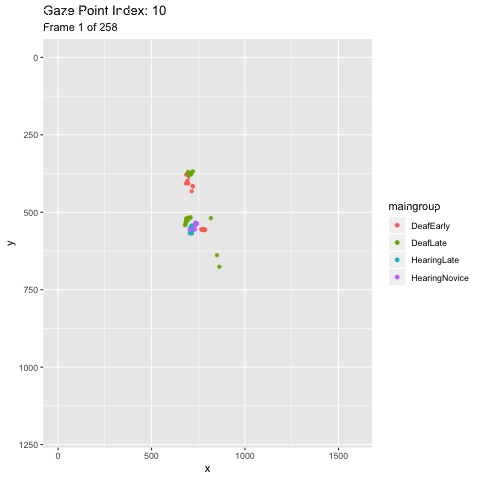 Gaze Point Index: 10
Frame 1 of 258
0
250
500
750
1000
1250
y
0
500
1000
1500
x
maingroup
DeafEarly
DeafLate
HearingLate
HearingNovice